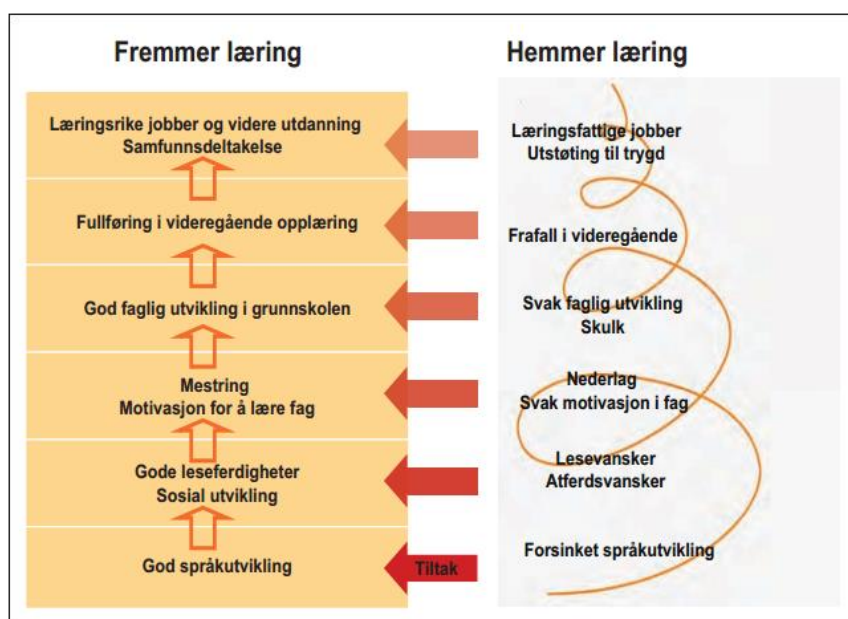 Fremmer læring
Læringsrike jobber og videre utdanning
Samfunnsdeltakelse
Fullføring i videregående opplæring
God faglig utvikling i grunnskolen
Mestring
Motivasjon for å lære fag
Gode leseferdigheter
Sosial utvikling
God språkutvikling
Tiltak
Hemmer læring
Læringsfattige jobber
Utstøting til trygd
Frafall i videregående
Svak faglig utvikling
Skulk
Nederlag
Svak motivasjon i fag
Lesevansker
Atferdsvansker
Forsinket språkutvikling